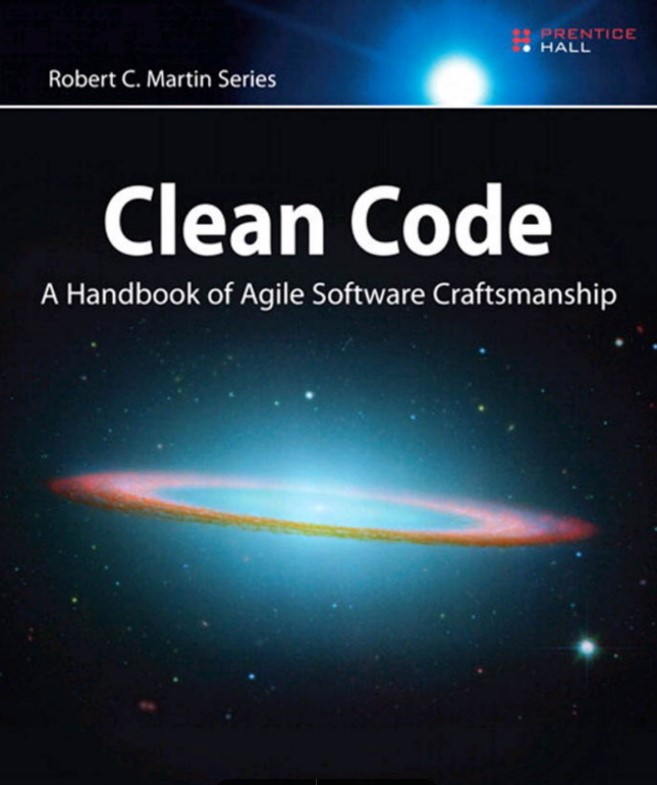 PRENTICE
HALL
Robert C. Martin Series
Clean Code
A Handbook of Agile Software Craftsmanship